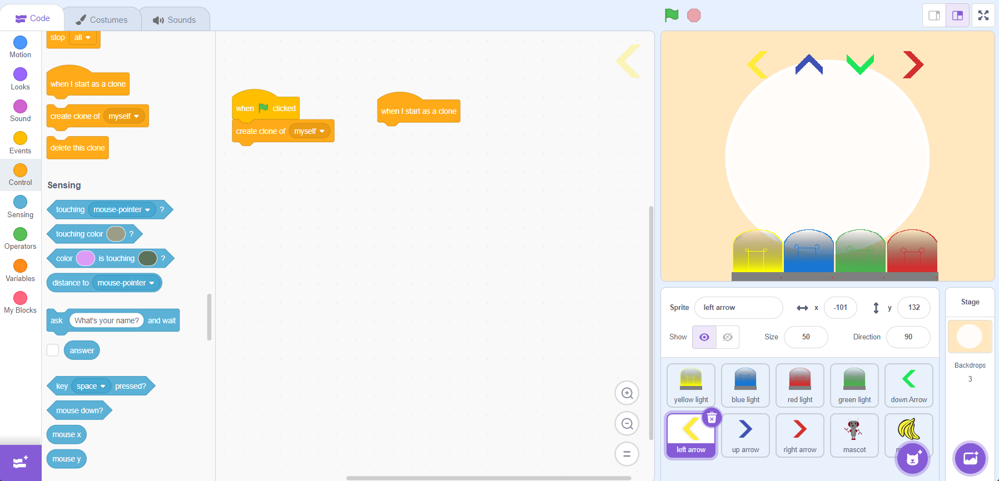 Code
Costumes
Sounds
Motion
Looks
Sound
Events
Control
Sensing
Operators
Variables
My Blocks
stop all
when I start as a clone
create clone of myself
delete this clone
Sensing
touching mouse-pointer ?
touching color ?
color is touching ?
distance to mouse-pointer
ask What's your name? and wait
answer
key space pressed?
mouse down?
mouse x
mouse y
when clicked
create clone of myself
when I start as a clone
Sprite left arrow x -101 y 132
Show Size 50 Direction 90
yellow light
blue light
red light
green light
down Arrow
left arrow
up arrow
right arrow
mascot
Stage
Backdrops
3